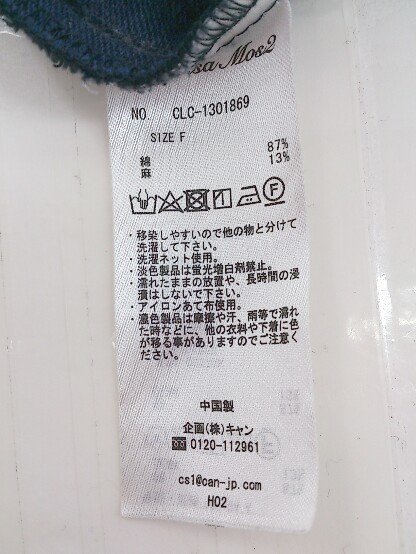 sa Mos2
NO. CLC-1301869
SIZE F
綿 87%
麻 13%
F
・移染しやすいので他の物と分けて
洗濯して下さい。
・洗濯ネット使用。
・淡色製品は蛍光増白剤禁止。
・濡れたままの放置や、長時間の浸
漬はしないで下さい。
・アイロンあて布使用。
・濃色製品は摩擦や汗、雨等で濡れ
た時などに、他の衣料や下着に色
が移る事がありますのでご注意く
ださい。
中国製
企画(株)キャン
0120-112961
cs1@can-jp.com
H02